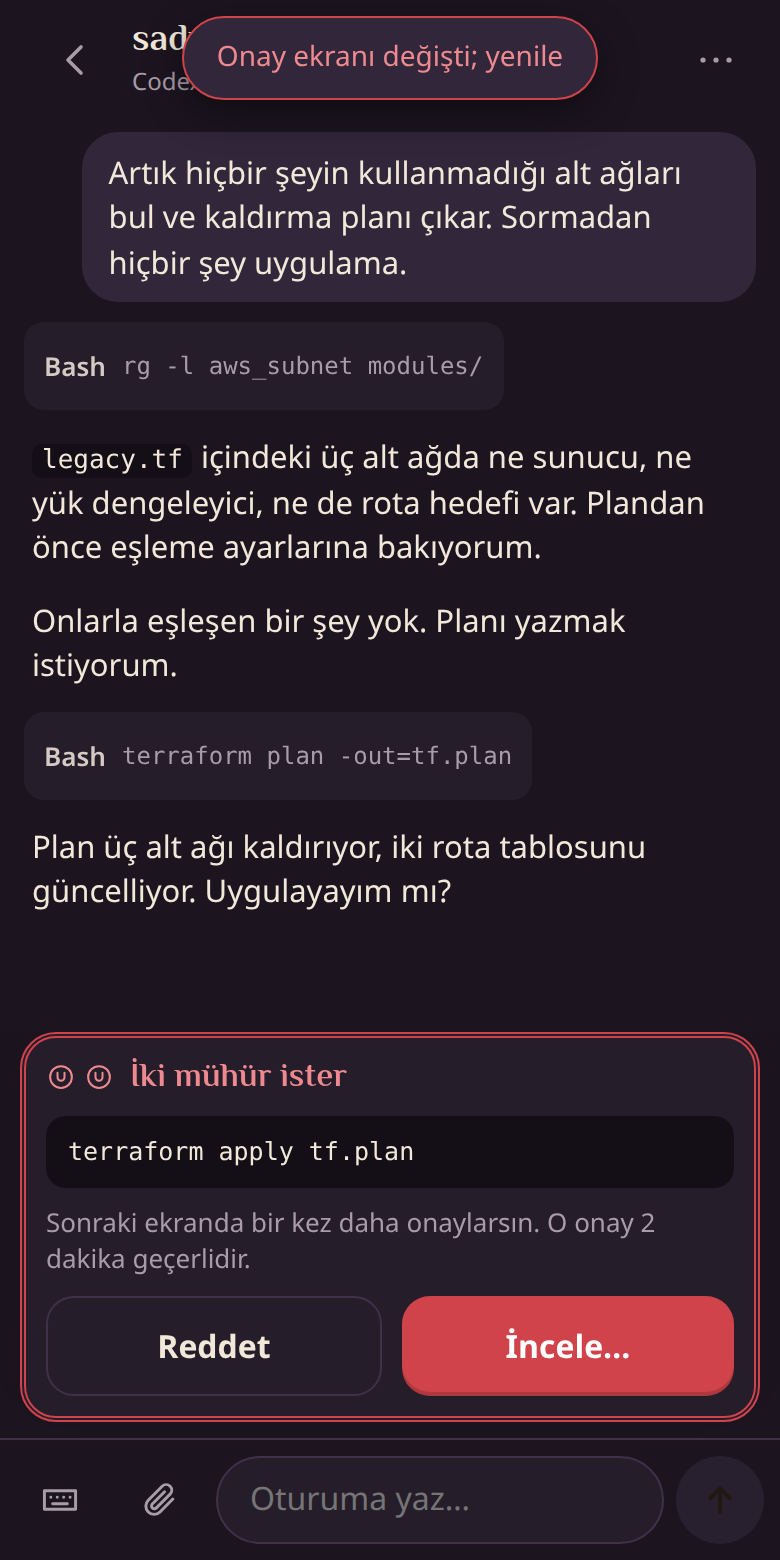 Onay ekranı değişti; yenile
Artık hiçbir şeyin kullanmadığı alt ağları
bul ve kaldırma planı çıkar. Sormadan
hiçbir şey uygulama.
Bash rg -l aws_subnet modules/
legacy.tf içindeki üç alt ağda ne sunucu, ne
yük dengeleyici, ne de rota hedefi var. Plandan
önce eşleme ayarlarına bakıyorum.
Onlarla eşleşen bir şey yok. Planı yazmak
istiyorum.
Bash terraform plan -out=tf.plan
Plan üç alt ağı kaldırıyor, iki rota tablosunu
güncelliyor. Uygulayayım mı?
İki mühür ister
terraform apply tf.plan
Sonraki ekranda bir kez daha onaylarsın. O onay 2
dakika geçerlidir.
Reddet
İncele...
Oturuma yaz...